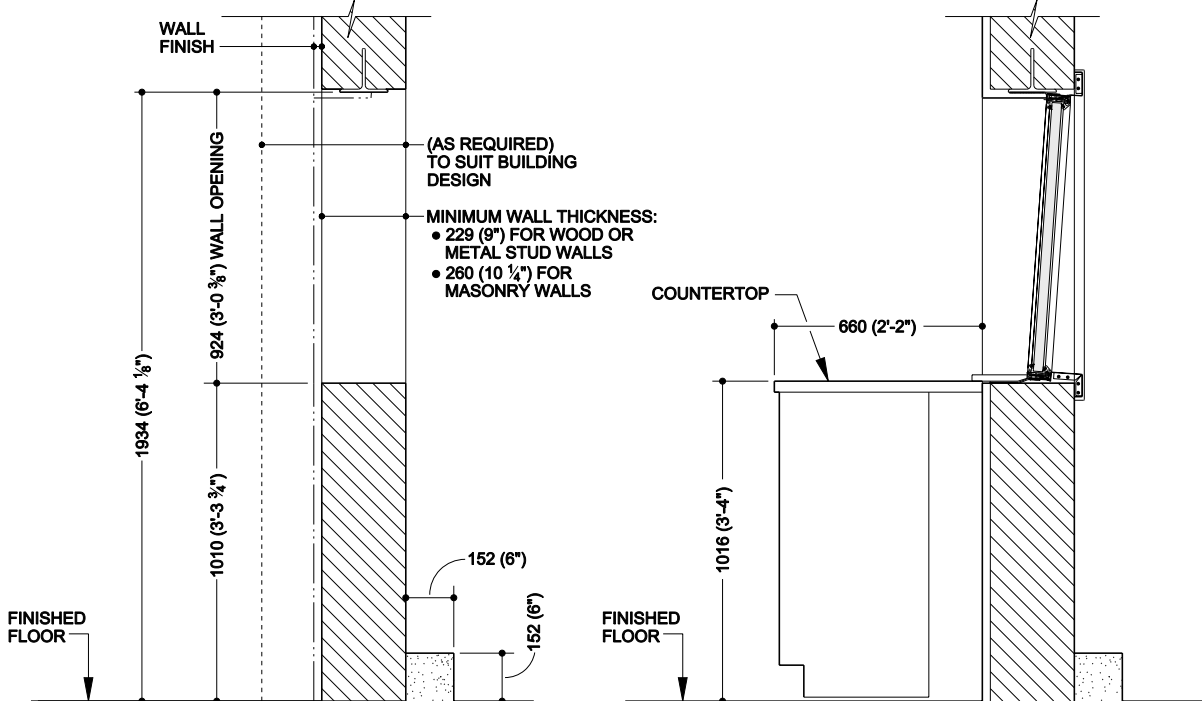 WALL
FINISH
(AS REQUIRED)
TO SUIT BUILDING
DESIGN
MINIMUM WALL THICKNESS:
● 229 (9") FOR WOOD OR
METAL STUD WALLS
● 260 (10 ¼") FOR
MASONRY WALLS
924 (3'-0 ⅜") WALL OPENING
1934 (6'-4 ⅛")
1010 (3'-3 ¾")
152 (6")
152 (6")
FINISHED
FLOOR
COUNTERTOP
660 (2'-2")
1016 (3'-4")
FINISHED
FLOOR